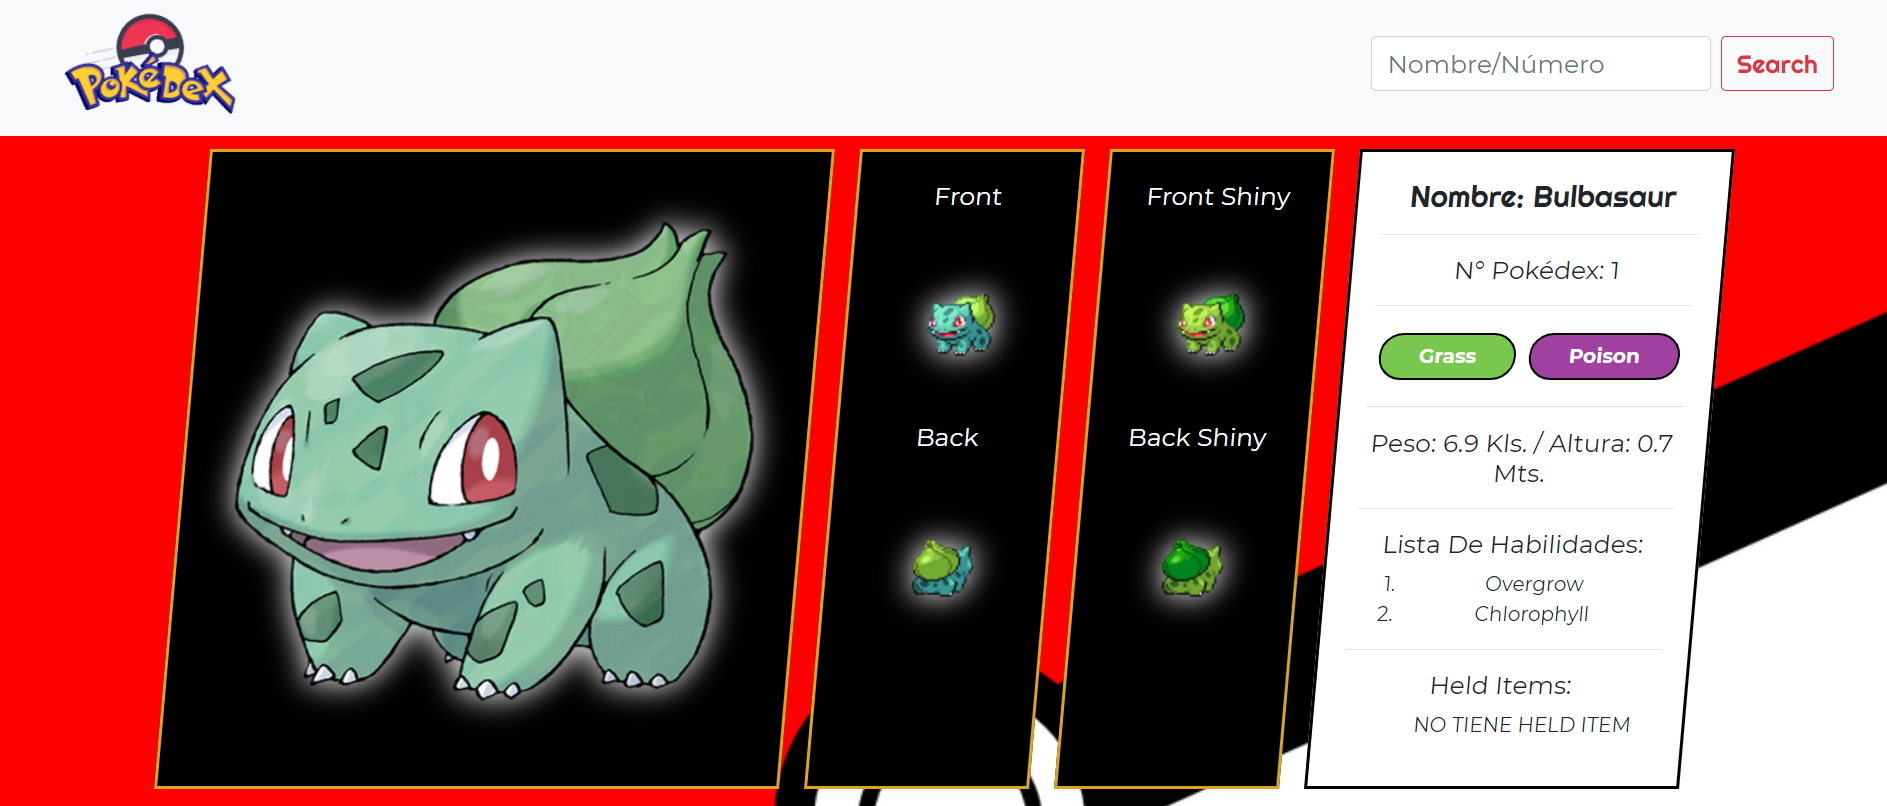 PokéDex
Nombre/Número
Search
Front
Back
Front Shiny
Back Shiny
Nombre: Bulbasaur
N° Pokédex: 1
Grass
Poison
Peso: 6.9 Kls. / Altura: 0.7
Mts.
Lista De Habilidades:
1. Overgrow
2. Chlorophyll
Held Items:
NO TIENE HELD ITEM